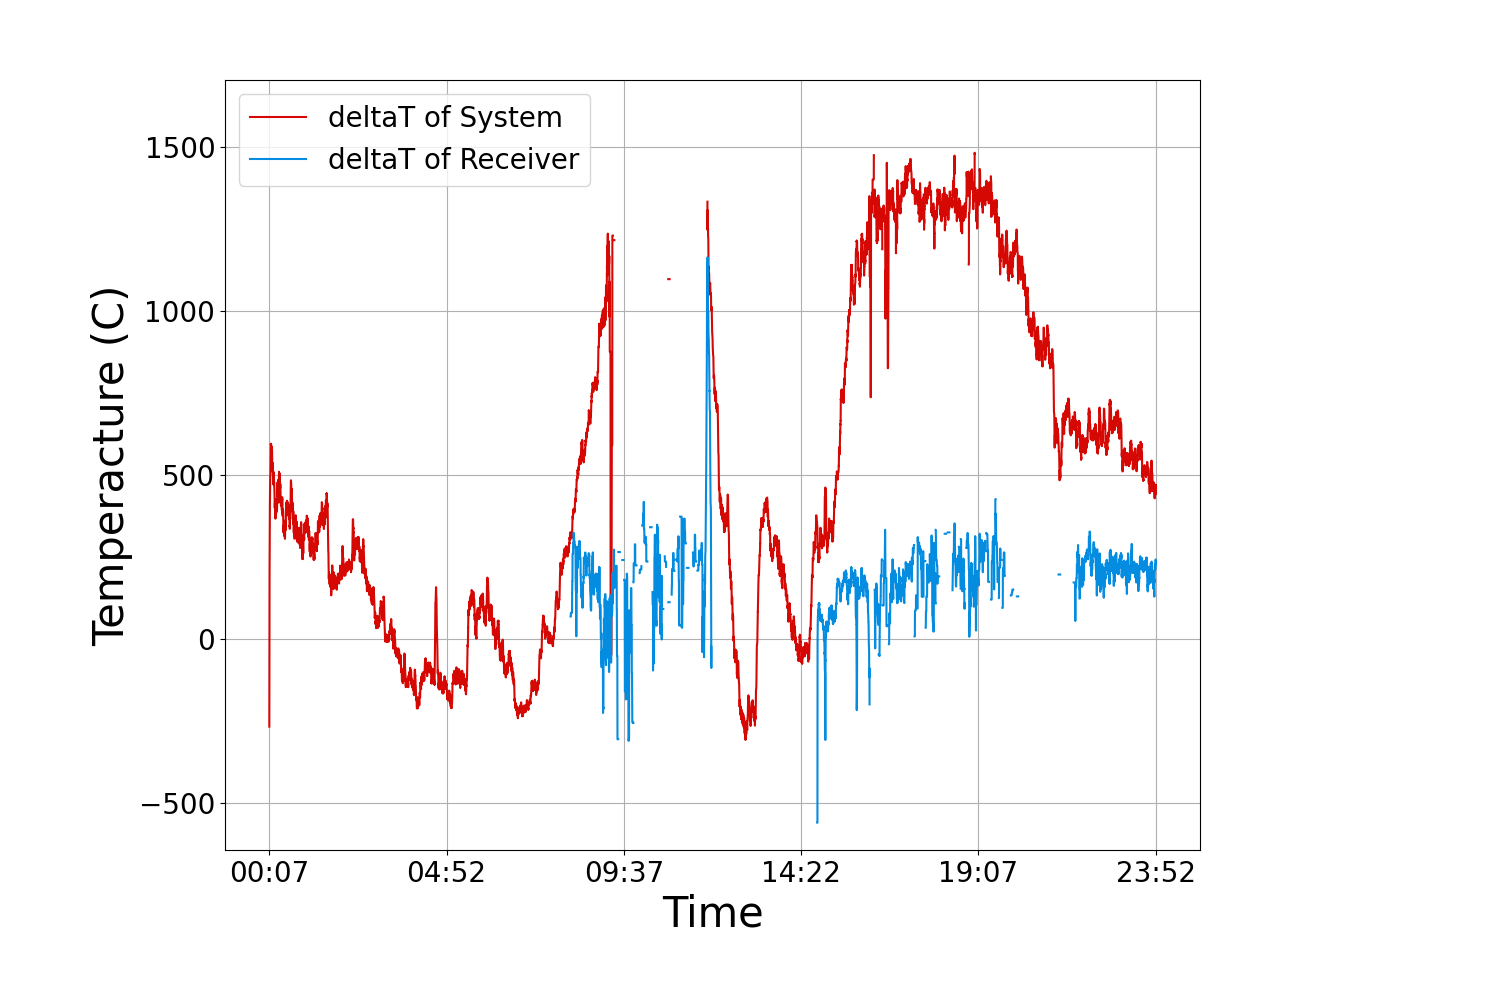 deltaT of System
deltaT of Receiver
1500
1000
500
0
−500
Temperacture (C)
00:07 04:52 09:37 14:22 19:07 23:52
Time